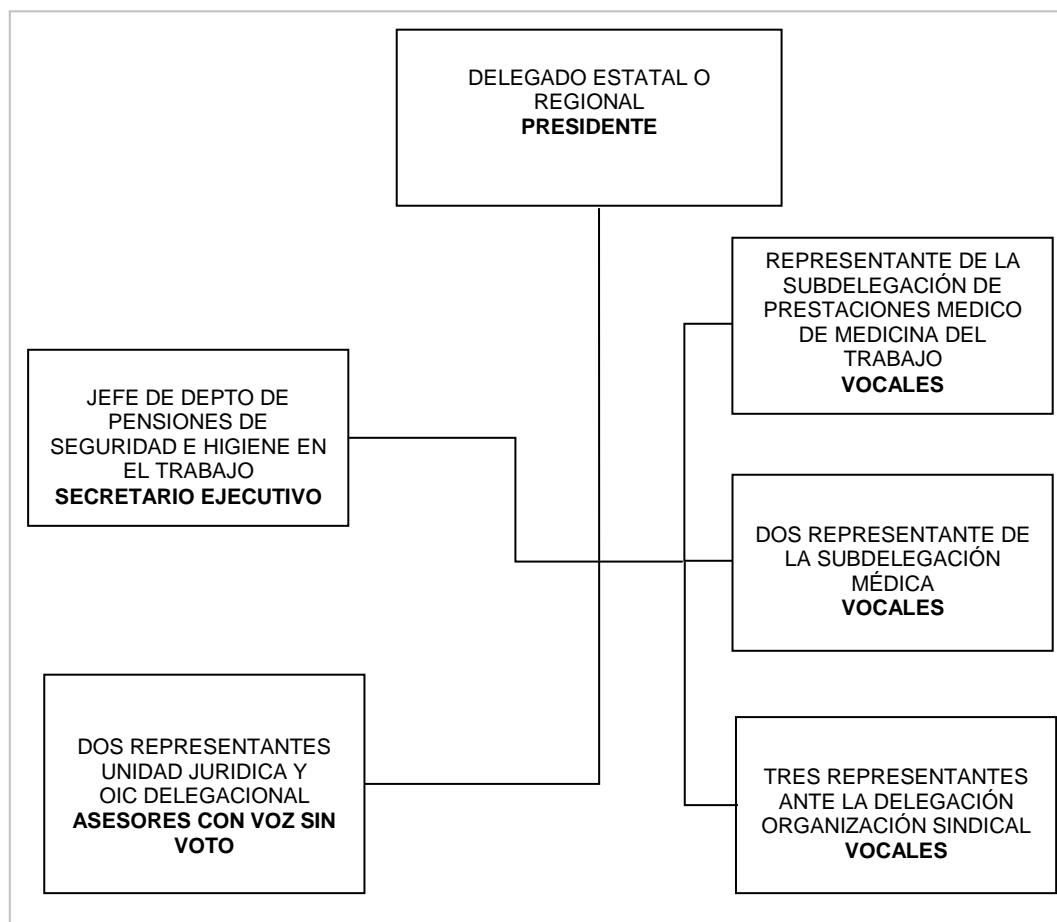 DELEGADO ESTATAL O
REGIONAL
PRESIDENTE
REPRESENTANTE DE LA
SUBDELEGACIÓN DE
PRESTACIONES MEDICO
DE MEDICINA DEL
TRABAJO
VOCALES
JEFE DE DEPTO DE
PENSIONES DE
SEGURIDAD E HIGIENE EN
EL TRABAJO
SECRETARIO EJECUTIVO
DOS REPRESENTANTE DE
LA SUBDELEGACIÓN
MÉDICA
VOCALES
DOS REPRESENTANTES
UNIDAD JURIDICA Y
OIC DELEGACIONAL
ASESORES CON VOZ SIN
VOTO
TRES REPRESENTANTES
ANTE LA DELEGACIÓN
ORGANIZACIÓN SINDICAL
VOCALES